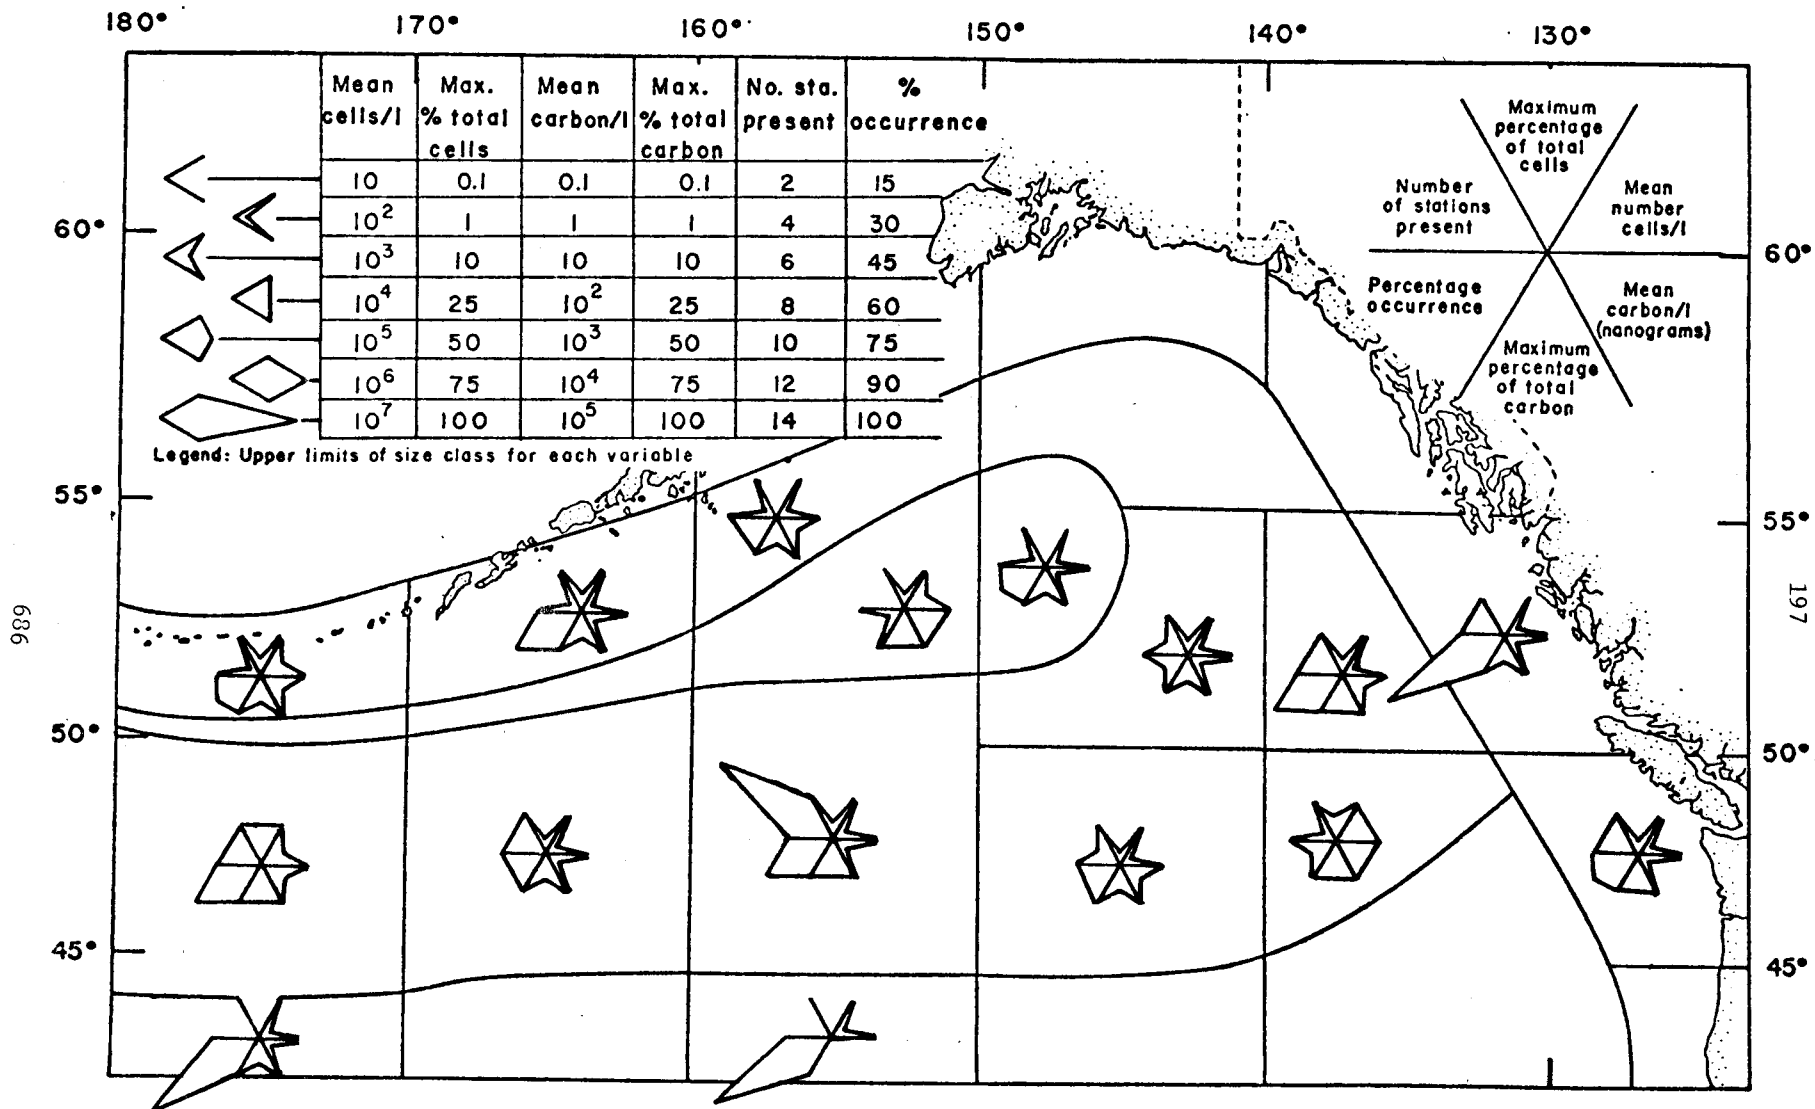 180° 170° 160° 150° 140° 130°
Mean cells/l Max. % total cells Mean carbon/l Max. % total carbon No. sta. present % occurrence
10 0.1 0.1 0.1 2 15
10² 1 1 1 4 30
10³ 10 10 10 6 45
10⁴ 25 10² 25 8 60
10⁵ 50 10³ 50 10 75
10⁶ 75 10⁴ 75 12 90
10⁷ 100 10⁵ 100 14 100
Legend: Upper limits of size class for each variable
Maximum
percentage
of total
cells
Number
of stations
present
Mean
number
cells/l
Percentage
occurrence
Mean
carbon/l
(nanograms)
Maximum
percentage
of total
carbon
60°
55°
50°
45°
60°
55°
50°
45°
986
197